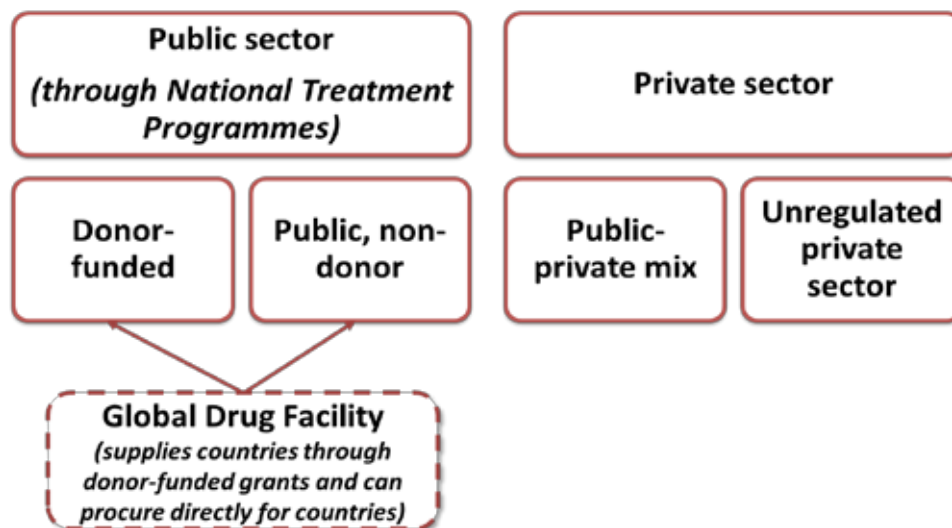 Public sector
(through National Treatment
Programmes)
Private sector
Donor-
funded
Public, non-
donor
Public-
private mix
Unregulated
private
sector
Global Drug Facility
(supplies countries through
donor-funded grants and can
procure directly for countries)